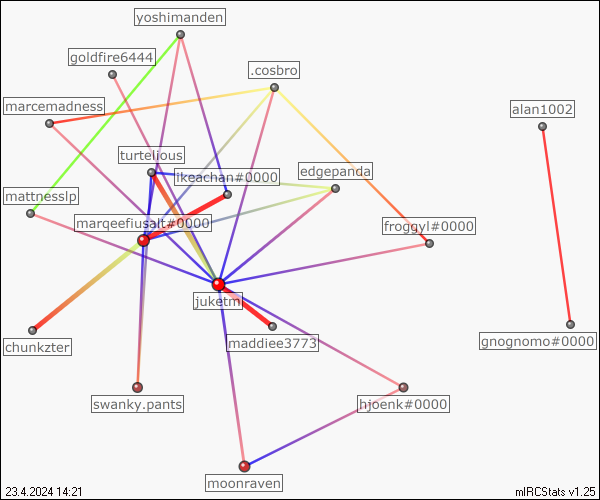 yoshimanden
goldfire6444
.cosbro
marcemadness
alan1002
turtelious
ikeachan#0000
edgepanda
mattnesslp
marqeefiusalt#0000
froggyl#0000
juketm
chunkzter
maddiee3773
gnognomo#0000
swanky.pants
hjoenk#0000
moonraven
23.4.2024 14:21
mIRCStats v1.25